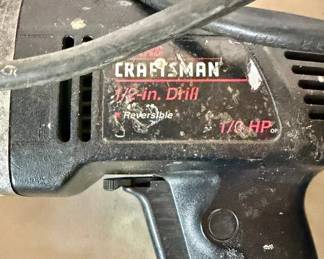 CRAFTSMAN
1/2-in. Drill
Reversible
HP